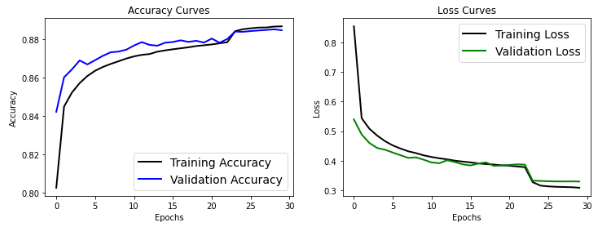 Accuracy Curves
0.88
0.86
0.84
0.82
0.80
Accuracy
Training Accuracy
Validation Accuracy
0 5 10 15 20 25 30
Epochs
Loss Curves
0.8
0.7
0.6
0.5
0.4
0.3
Loss
Training Loss
Validation Loss
0 5 10 15 20 25 30
Epochs